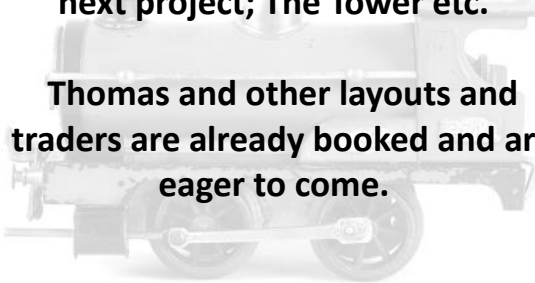 next project; The Tower etc.
Thomas and other layouts and
traders are already booked and ar
eager to come.